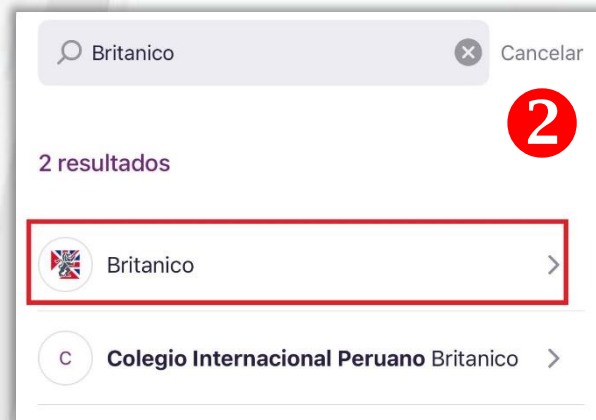 Britanico Cancelar
2
2 resultados
Britanico
C Colegio Internacional Peruano Britanico